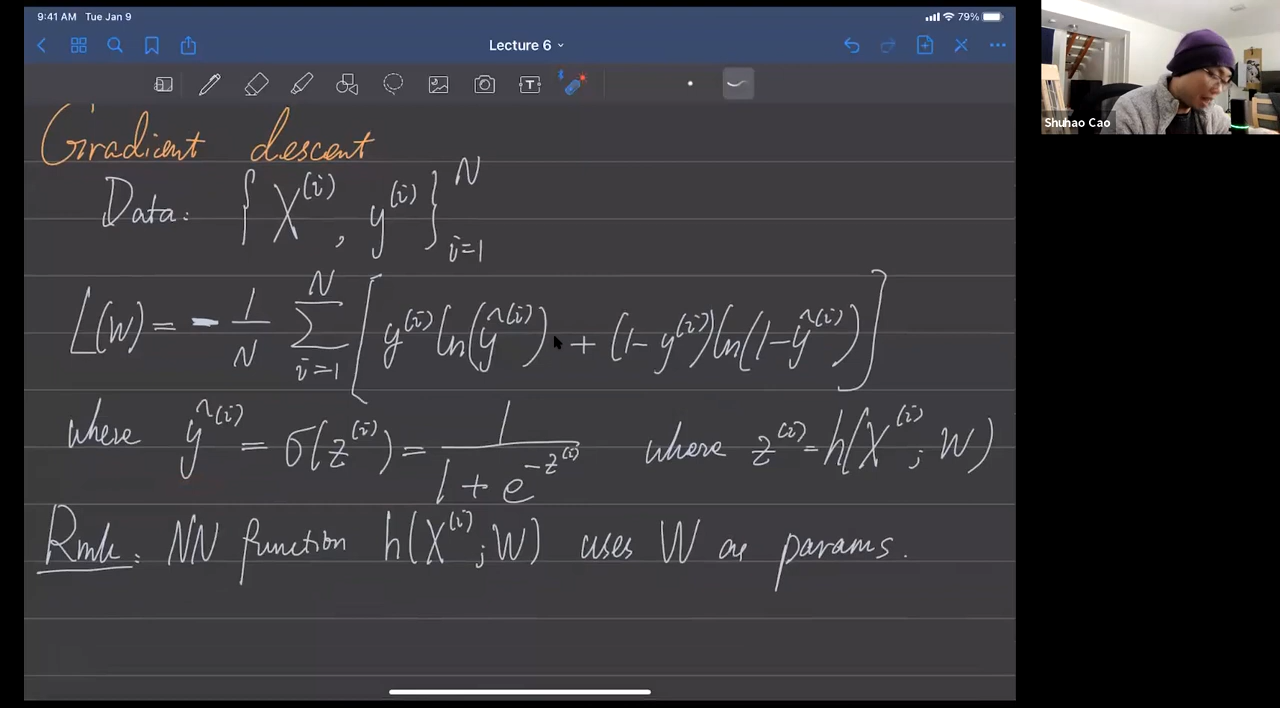 9:41 AM Tue Jan 9
79%
Lecture 6
Shuhao Cao
Gradient descent
Data: { X^(i), y^(i) }_{i=1}^N
L(W) = - 1/N Σ_{i=1}^N [ y^(i) ln(ŷ^(i)) + (1 - y^(i)) ln(1 - ŷ^(i)) ]
where ŷ^(i) = σ(z^(i)) = 1/(1 + e^{-z^(i)}) where z^(i) = h(X^(i); W)
Rmk: NN function h(X^(i); W) uses W as params.